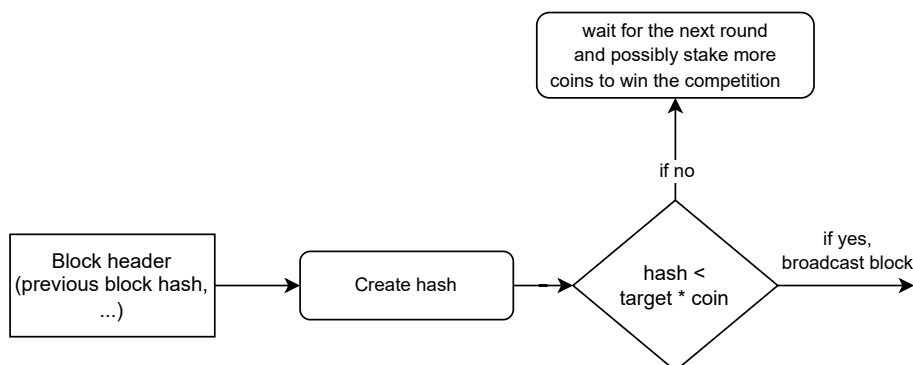 wait for the next round
and possibly stake more
coins to win the competition
if no
if yes,
broadcast block
Block header
(previous block hash,
...)
Create hash
hash <
target * coin